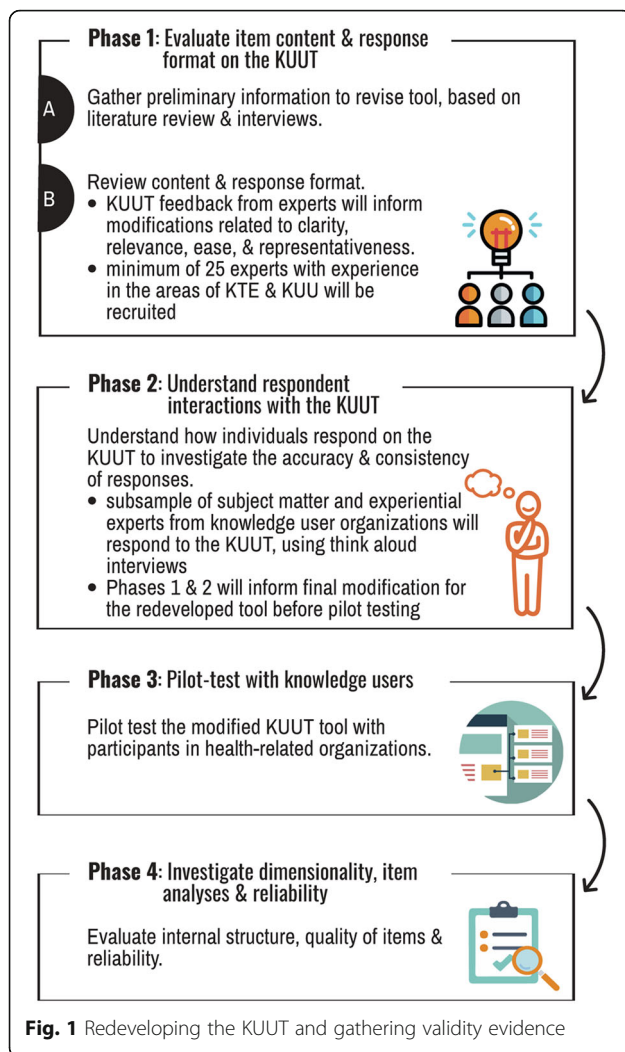 Phase 1: Evaluate item content & response
format on the KUUT
A
Gather preliminary information to revise tool, based on
literature review & interviews.
B
Review content & response format.
• KUUT feedback from experts will inform
modifications related to clarity,
relevance, ease, & representativeness.
• minimum of 25 experts with experience
in the areas of KTE & KUU will be
recruited
Phase 2: Understand respondent
interactions with the KUUT
Understand how individuals respond on the
KUUT to investigate the accuracy & consistency
of responses.
• subsample of subject matter and experiential
experts from knowledge user organizations will
respond to the KUUT, using think aloud
interviews
• Phases 1 & 2 will inform final modification for
the redeveloped tool before pilot testing
Phase 3: Pilot-test with knowledge users
Pilot test the modified KUUT tool with
participants in health-related organizations.
Phase 4: Investigate dimensionality, item
analyses & reliability
Evaluate internal structure, quality of items &
reliability.
Fig. 1 Redeveloping the KUUT and gathering validity evidence